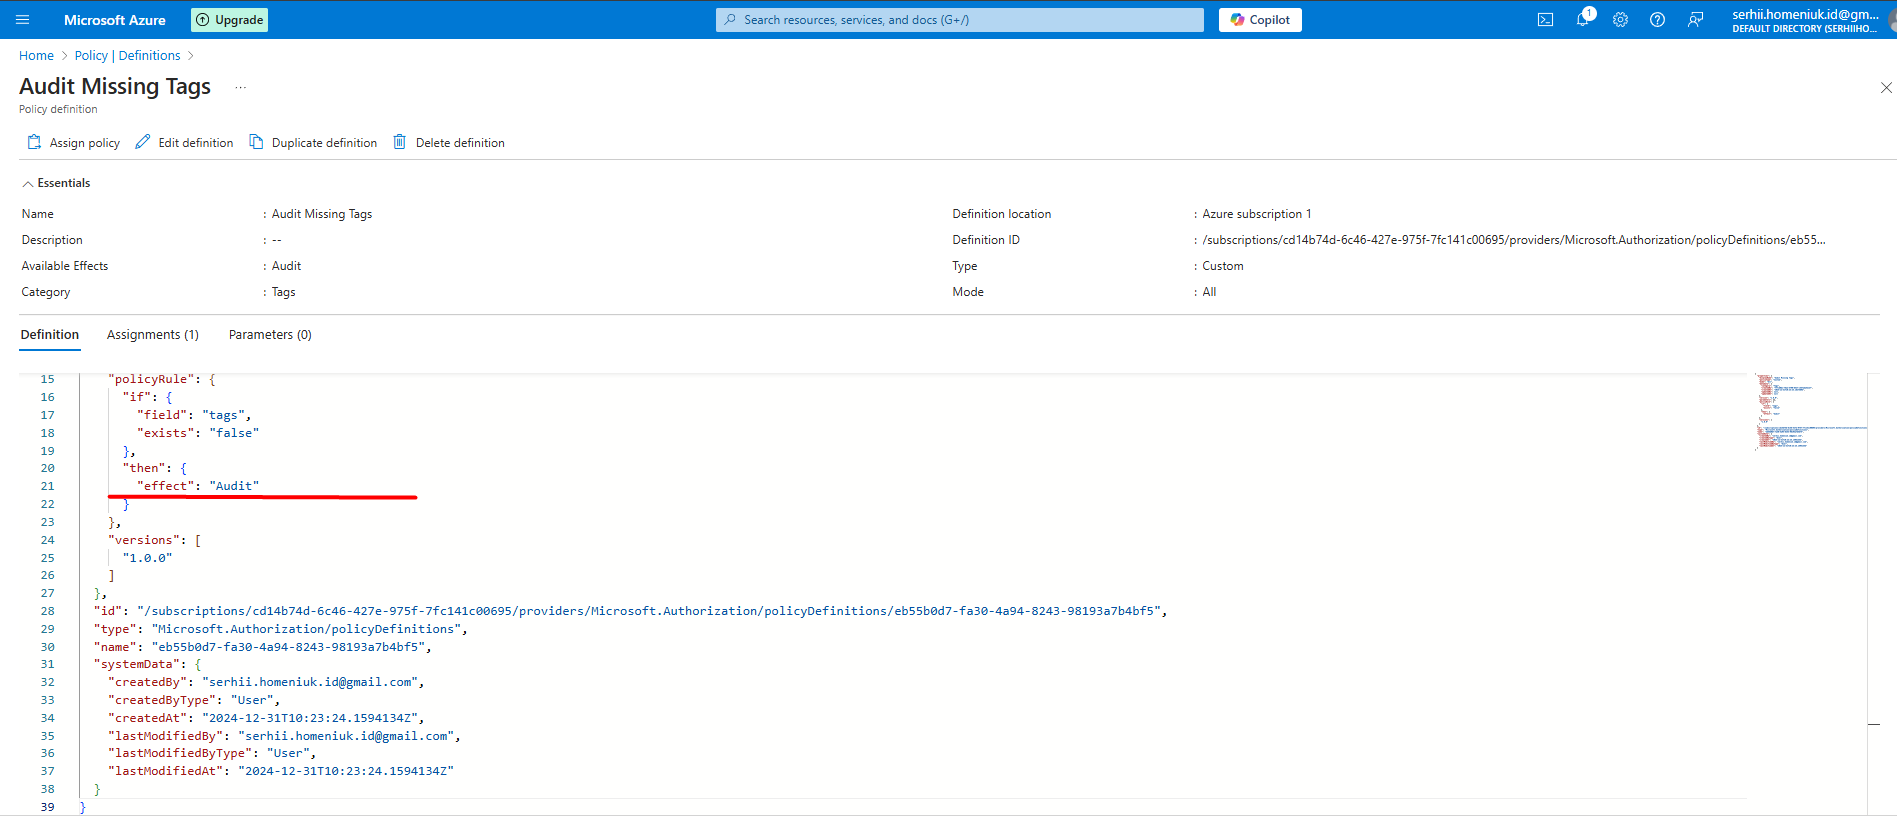 Microsoft Azure
Upgrade
Search resources, services, and docs (G+/)
Copilot
1
serhii.homeniuk.id@gm...
DEFAULT DIRECTORY (SERHIIHO...
Home > Policy | Definitions >
Audit Missing Tags ...
Policy definition
Assign policy Edit definition Duplicate definition Delete definition
Essentials
Name : Audit Missing Tags
Definition location : Azure subscription 1
Description : --
Definition ID : /subscriptions/cd14b74d-6c46-427e-975f-7fc141c00695/providers/Microsoft.Authorization/policyDefinitions/eb55...
Available Effects : Audit
Type : Custom
Category : Tags
Mode : All
Definition Assignments (1) Parameters (0)
15 "policyRule": {
16 "if": {
17 "field": "tags",
18 "exists": "false"
19 },
20 "then": {
21 "effect": "Audit"
22 }
23 },
24 "versions": [
25 "1.0.0"
26 ]
27 },
28 "id": "/subscriptions/cd14b74d-6c46-427e-975f-7fc141c00695/providers/Microsoft.Authorization/policyDefinitions/eb55b0d7-fa30-4a94-8243-98193a7b4bf5",
29 "type": "Microsoft.Authorization/policyDefinitions",
30 "name": "eb55b0d7-fa30-4a94-8243-98193a7b4bf5",
31 "systemData": {
32 "createdBy": "serhii.homeniuk.id@gmail.com",
33 "createdByType": "User",
34 "createdAt": "2024-12-31T10:23:24.1594134Z",
35 "lastModifiedBy": "serhii.homeniuk.id@gmail.com",
36 "lastModifiedByType": "User",
37 "lastModifiedAt": "2024-12-31T10:23:24.1594134Z"
38 }
39 }